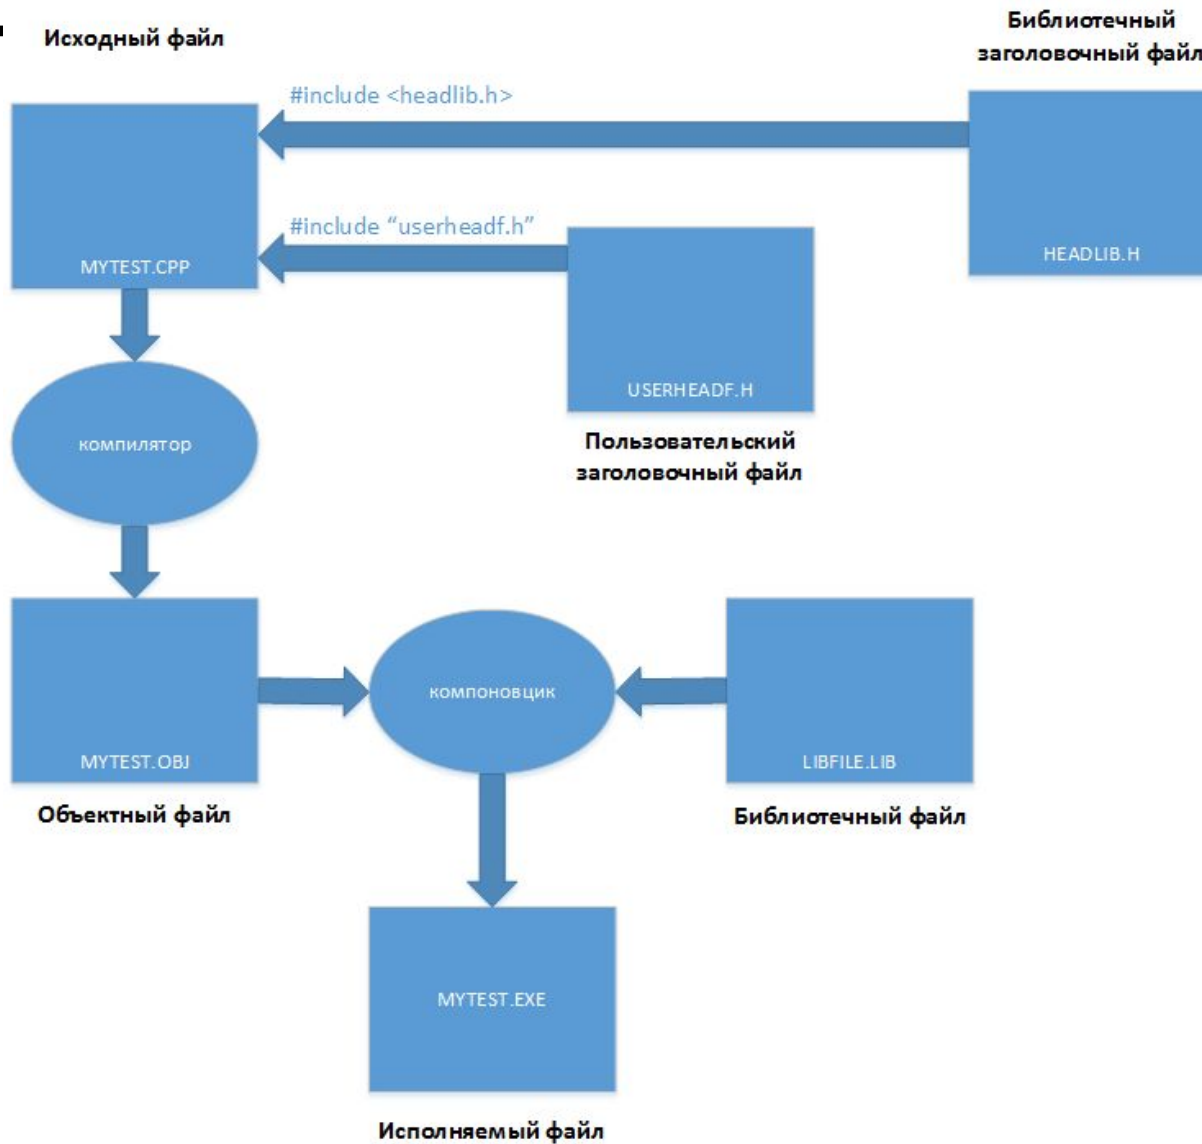 Исходный файл
Библиотечный
заголовочный файл
#include <headlib.h>
#include “userheadf.h”
MYTEST.CPP
HEADLIB.H
USERHEADF.H
компилятор
Пользовательский
заголовочный файл
компоновщик
MYTEST.OBJ
LIBFILE.LIB
Объектный файл
Библиотечный файл
MYTEST.EXE
Исполняемый файл